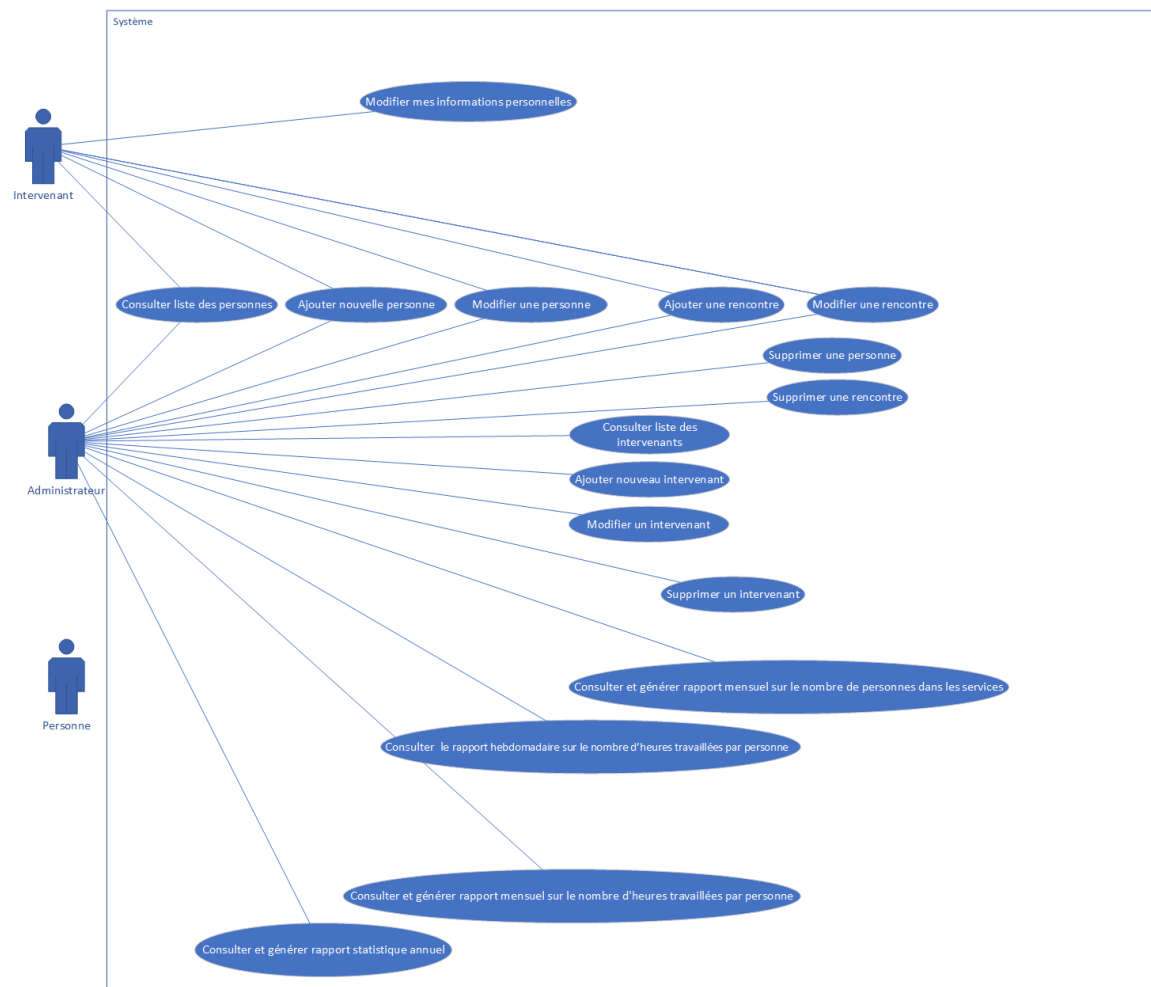 Système
Modifier mes informations personnelles
Intervenant
Consulter liste des personnes
Ajouter nouvelle personne
Modifier une personne
Ajouter une rencontre
Modifier une rencontre
Supprimer une personne
Supprimer une rencontre
Consulter liste des
intervenants
Ajouter nouveau intervenant
Administrateur
Modifier un intervenant
Supprimer un intervenant
Consulter et générer rapport mensuel sur le nombre de personnes dans les services
Personne
Consulter le rapport hebdomadaire sur le nombre d'heures travaillées par personne
Consulter et générer rapport mensuel sur le nombre d'heures travaillées par personne
Consulter et générer rapport statistique annuel